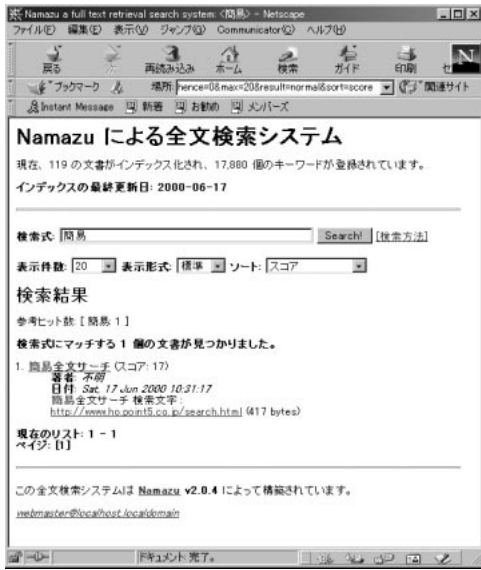 Namazu a full text retrieval search system: <簡易> - Netscape
ファイル(F) 編集(E) 表示(V) ジャンプ(G) Communicator(C) ヘルプ(H)
戻る 再読み込み ホーム 検索 ガイド 印刷 セ
ブックマーク 場所: hence=0&max=20&result=normal&sort=score 関連サイト
Instant Message 新着 お勧め メンバーズ
Namazu による全文検索システム
現在、119 の文書がインデックス化され、17,880 個のキーワードが登録されています。
インデックスの最終更新日: 2000-06-17
検索式: 簡易 Search! [検索方法]
表示件数: 20 表示形式: 標準 ソート: スコア
検索結果
参考ヒット数: [ 簡易: 1 ]
検索式にマッチする 1 個の文書が見つかりました。
1. 簡易全文サーチ (スコア: 17)
著者: 不明
日付: Sat, 17 Jun 2000 10:31:17
簡易全文サーチ 検索文字 :
http://www.ho.point5.co.jp/search.html (417 bytes)
現在のリスト: 1 - 1
ペイジ: [1]
この全文検索システムは Namazu v2.0.4 によって構築されています。
webmaster@localhost.localdomain
ドキュメント: 完了。